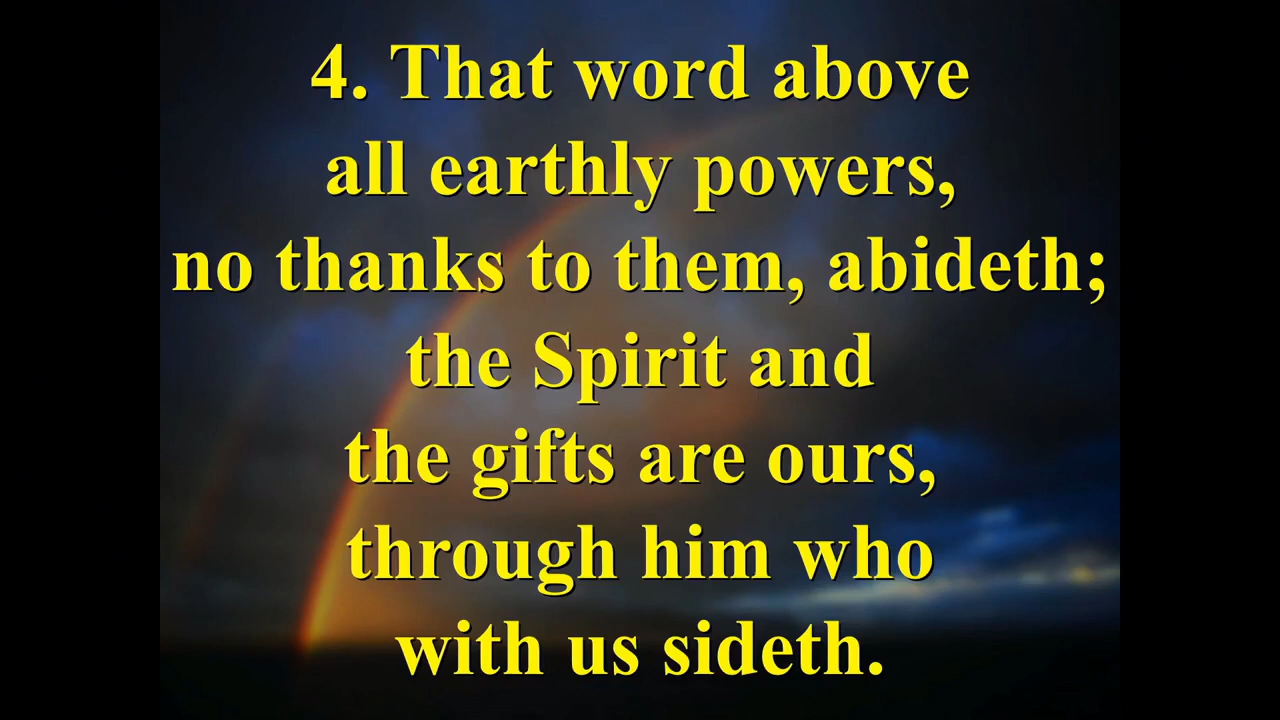 4. That word above
all earthly powers,
no thanks to them, abideth;
the Spirit and
the gifts are ours,
through him who
with us sideth.